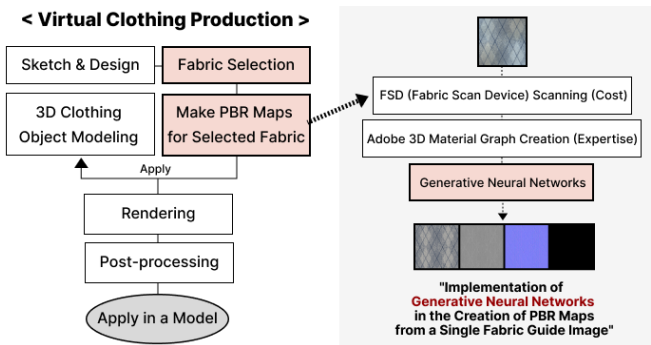 < Virtual Clothing Production >
Sketch & Design
Fabric Selection
3D Clothing
Object Modeling
Make PBR Maps
for Selected Fabric
Apply
Rendering
Post-processing
Apply in a Model
FSD (Fabric Scan Device) Scanning (Cost)
Adobe 3D Material Graph Creation (Expertise)
Generative Neural Networks
"Implementation of
Generative Neural Networks
in the Creation of PBR Maps
from a Single Fabric Guide Image"